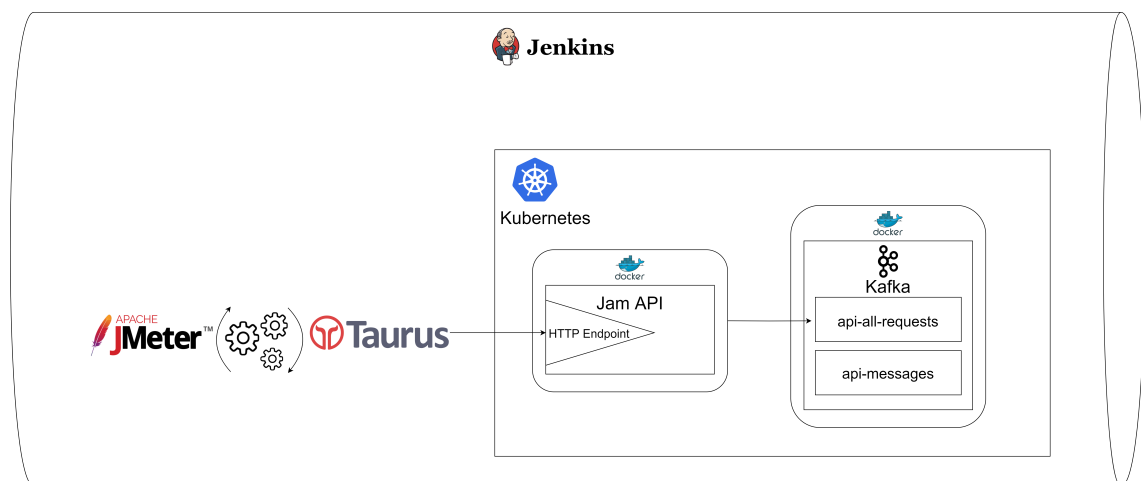 Jenkins
Kubernetes
docker
docker
Jam API
Kafka
HTTP Endpoint
api-all-requests
api-messages
APACHE
JMeter™
Taurus